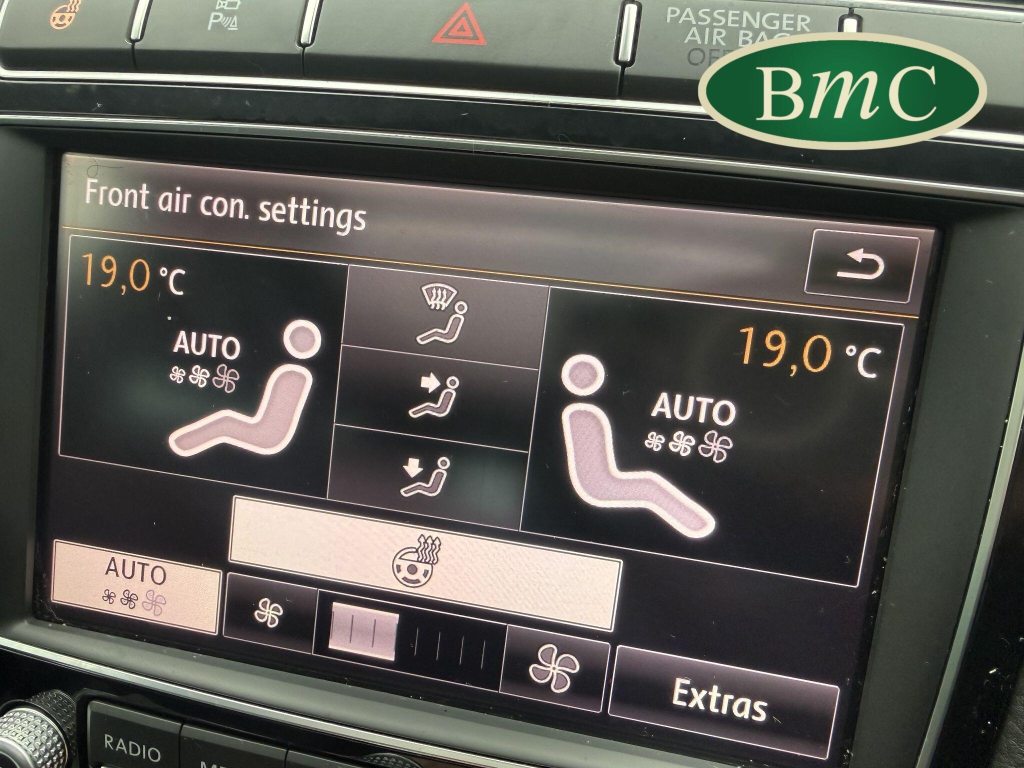 P
PASSENGER
AIR BAG
BmC
Front air con. settings
19,0 °C
AUTO
19,0 °C
AUTO
AUTO
Extras
RADIO